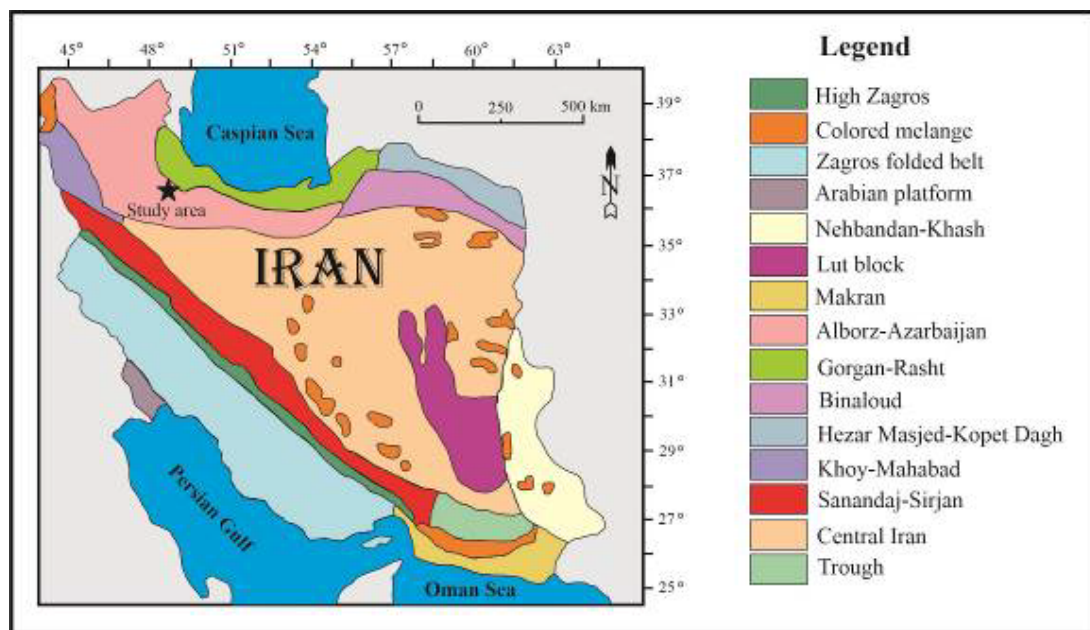 45° 48° 51° 54° 57° 60° 63°
Legend
39°
37°
35°
33°
31°
29°
27°
25°
0 250 500 km
Caspian Sea
N
Study area
IRAN
Persian Gulf
Oman Sea
High Zagros
Colored melange
Zagros folded belt
Arabian platform
Nehbandan-Khash
Lut block
Makran
Alborz-Azarbaijan
Gorgan-Rasht
Binaloud
Hezar Masjed-Kopet Dagh
Khoy-Mahabad
Sanandaj-Sirjan
Central Iran
Trough